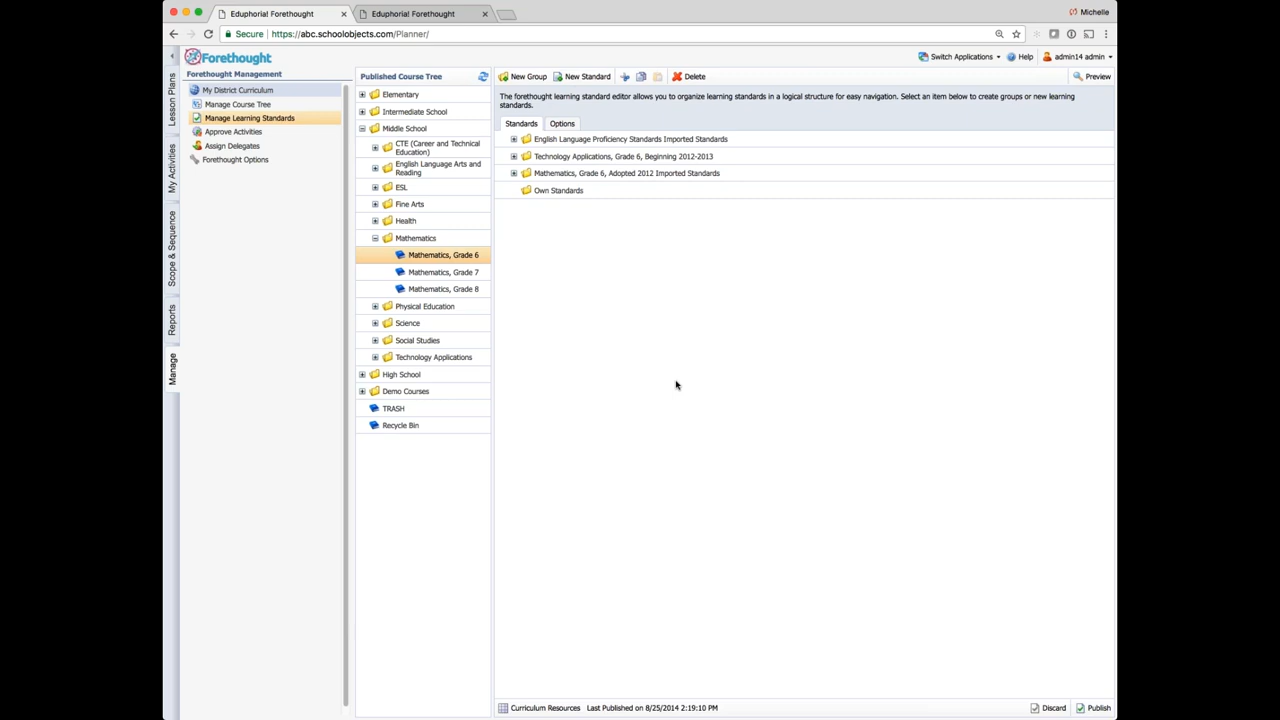 Eduphoria! Forethought
Eduphoria! Forethought
Michelle
Secure
https://abc.schoolobjects.com/Planner/
Forethought
Switch Applications
Help
admin14 admin
Lesson Plans
My Activities
Scope & Sequence
Reports
Manage
Forethought Management
My District Curriculum
Manage Course Tree
Manage Learning Standards
Approve Activities
Assign Delegates
Forethought Options
Published Course Tree
Elementary
Intermediate School
Middle School
CTE (Career and Technical
Education)
English Language Arts and
Reading
ESL
Fine Arts
Health
Mathematics
Mathematics, Grade 6
Mathematics, Grade 7
Mathematics, Grade 8
Physical Education
Science
Social Studies
Technology Applications
High School
Demo Courses
TRASH
Recycle Bin
New Group
New Standard
Delete
Preview
The forethought learning standard editor allows you to organize learning standards in a logical structure for easy navigation. Select an item below to create groups or new learning
standards.
Standards
Options
English Language Proficiency Standards Imported Standards
Technology Applications, Grade 6, Beginning 2012-2013
Mathematics, Grade 6, Adopted 2012 Imported Standards
Own Standards
Curriculum Resources
Last Published on 8/25/2014 2:19:10 PM
Discard
Publish